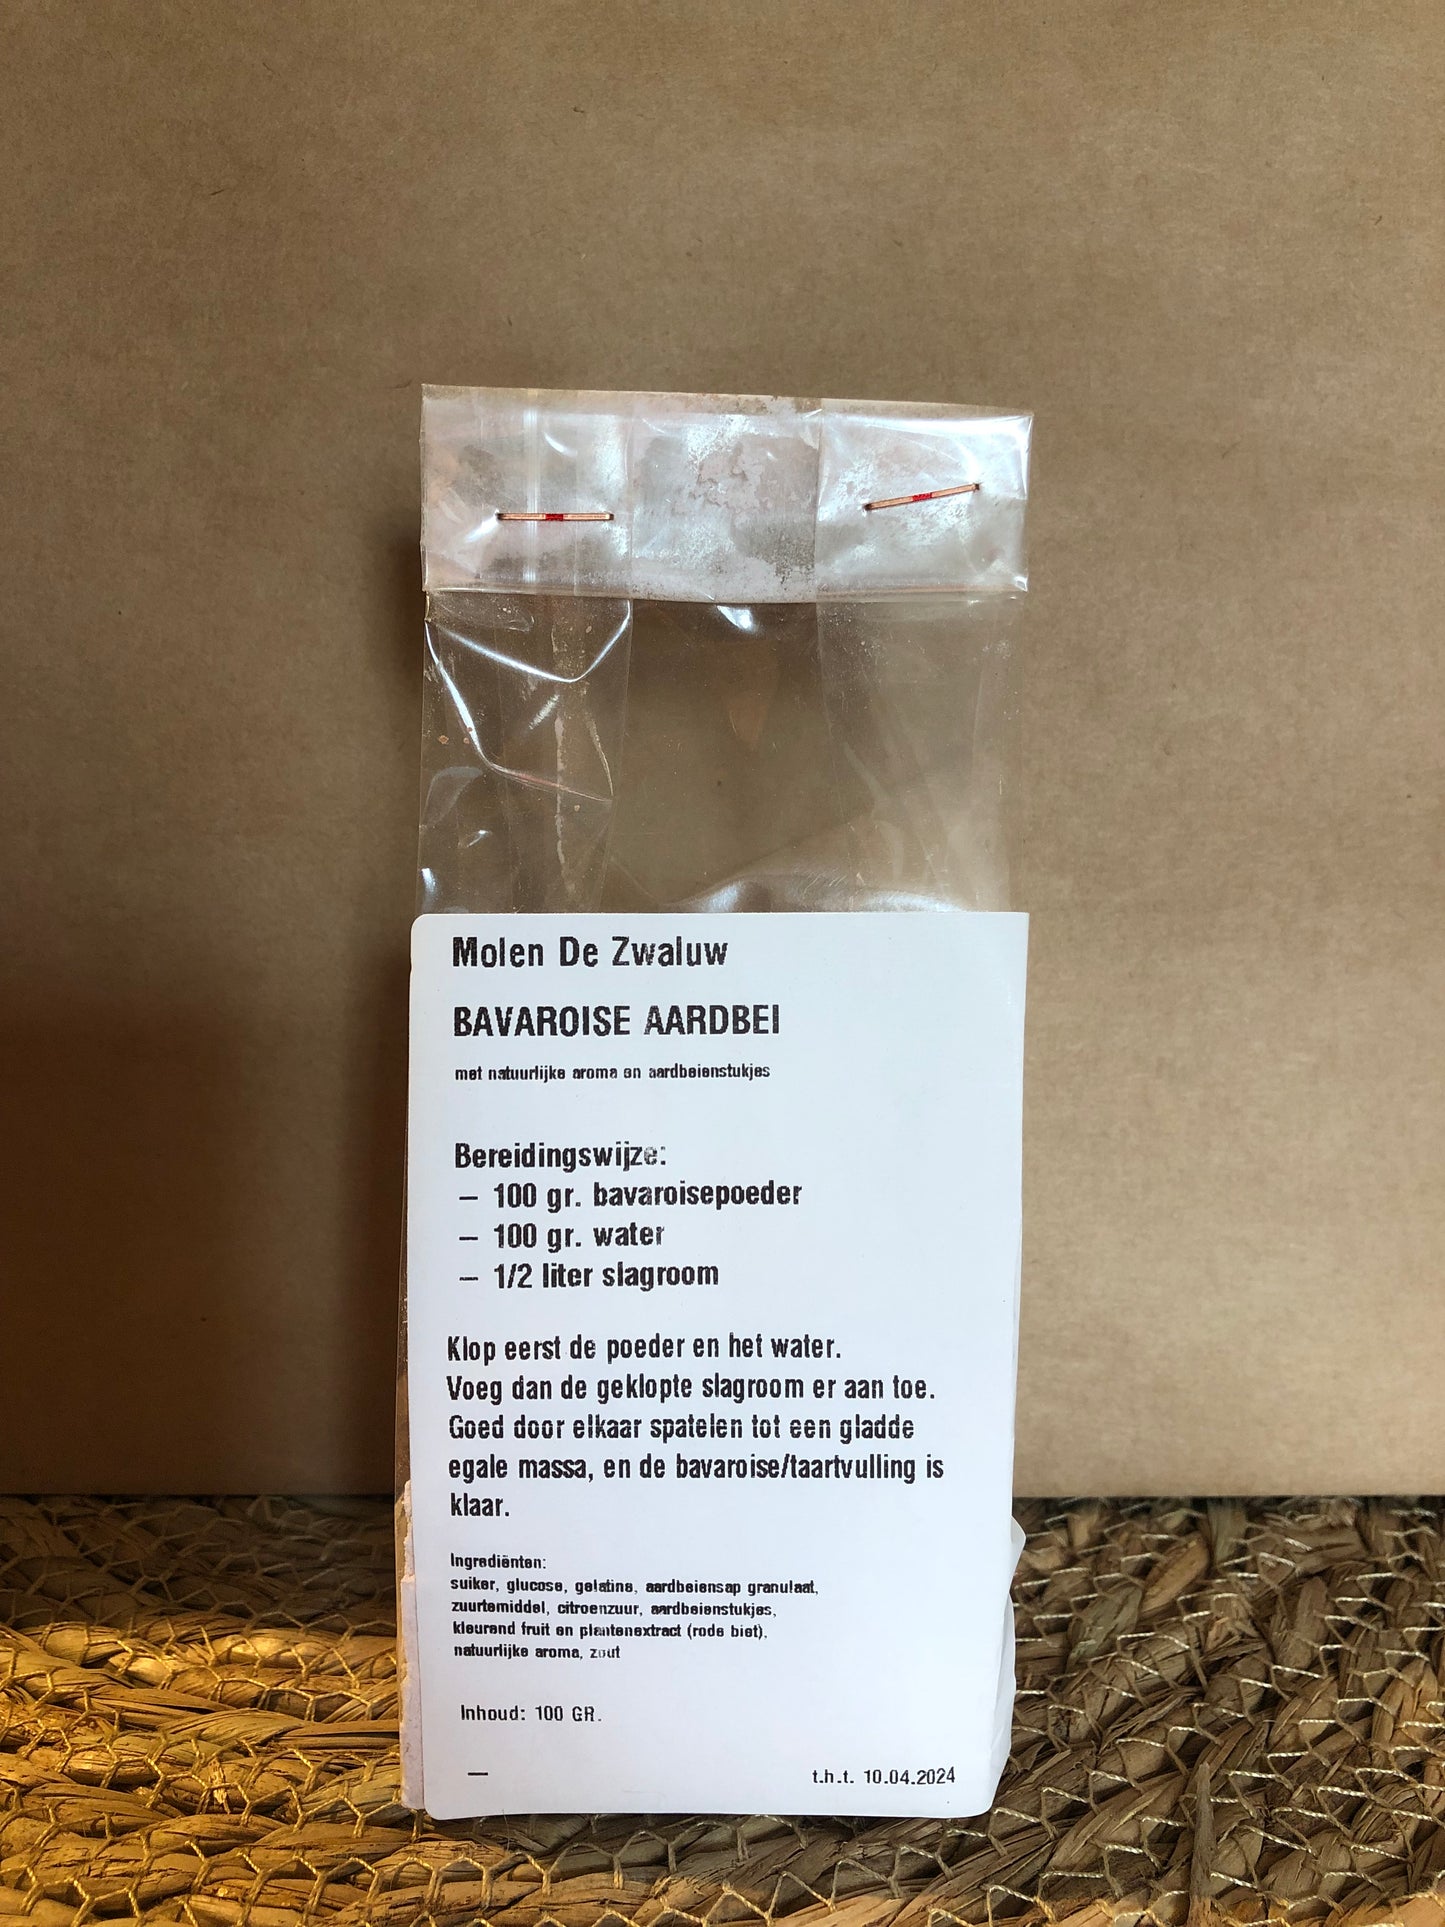 Molen De Zwaluw
BAVAROISE AARDBEI
met natuurlijke aroma en aardbeienstukjes
Bereidingswijze:
– 100 gr. bavaroisepoeder
– 100 gr. water
– 1/2 liter slagroom
Klop eerst de poeder en het water.
Voeg dan de geklopte slagroom er aan toe.
Goed door elkaar spatelen tot een gladde
egale massa, en de bavaroise/taartvulling is
klaar.
Ingrediënten:
suiker, glucose, gelatine, aardbeiensap granulaat,
zuurtemiddel, citroenzuur, aardbeienstukjes,
kleurend fruit en plantenextract (rode biet),
natuurlijke aroma, zout
Inhoud: 100 GR.
– t.h.t. 10.04.2024